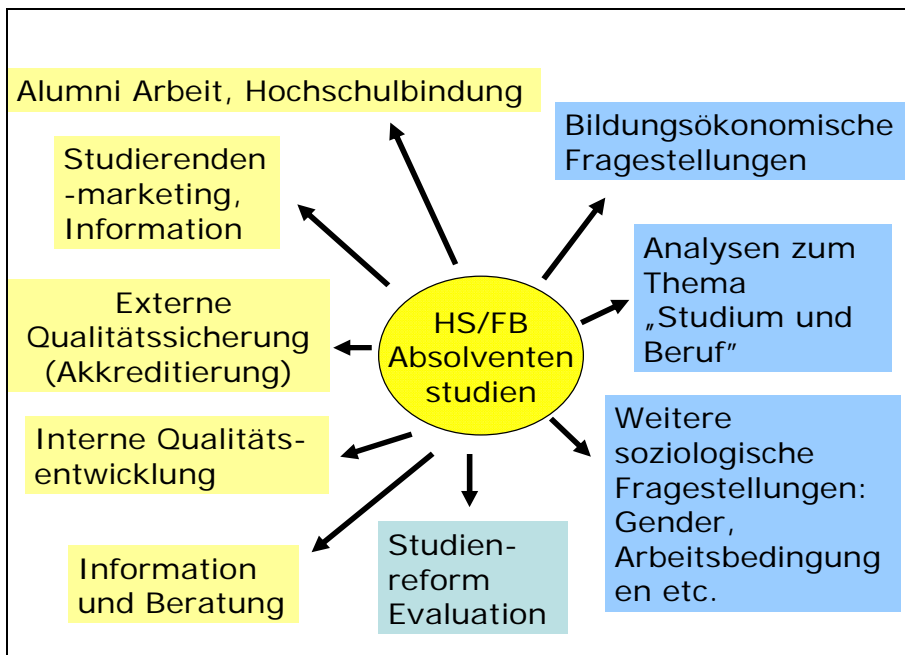 Alumni Arbeit, Hochschulbindung
Studierenden
-marketing,
Information
Externe
Qualitätssicherung
(Akkreditierung)
Interne Qualitäts-
entwicklung
Information
und Beratung
HS/FB
Absolventen
studien
Studien-
reform
Evaluation
Bildungsökonomische
Fragestellungen
Analysen zum
Thema
„Studium und
Beruf”
Weitere
soziologische
Fragestellungen:
Gender,
Arbeitsbedingung
en etc.